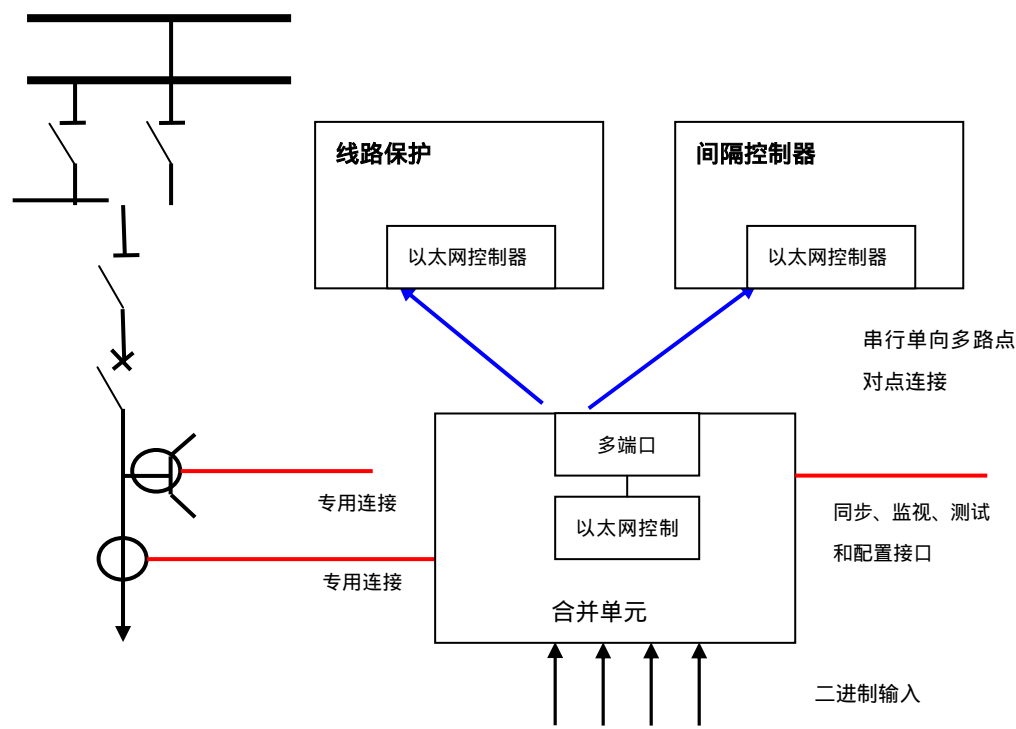 线路保护
间隔控制器
以太网控制器
以太网控制器
串行单向多路点
对点连接
多端口
专用连接
以太网控制
同步、监视、测试
和配置接口
专用连接
合并单元
二进制输入